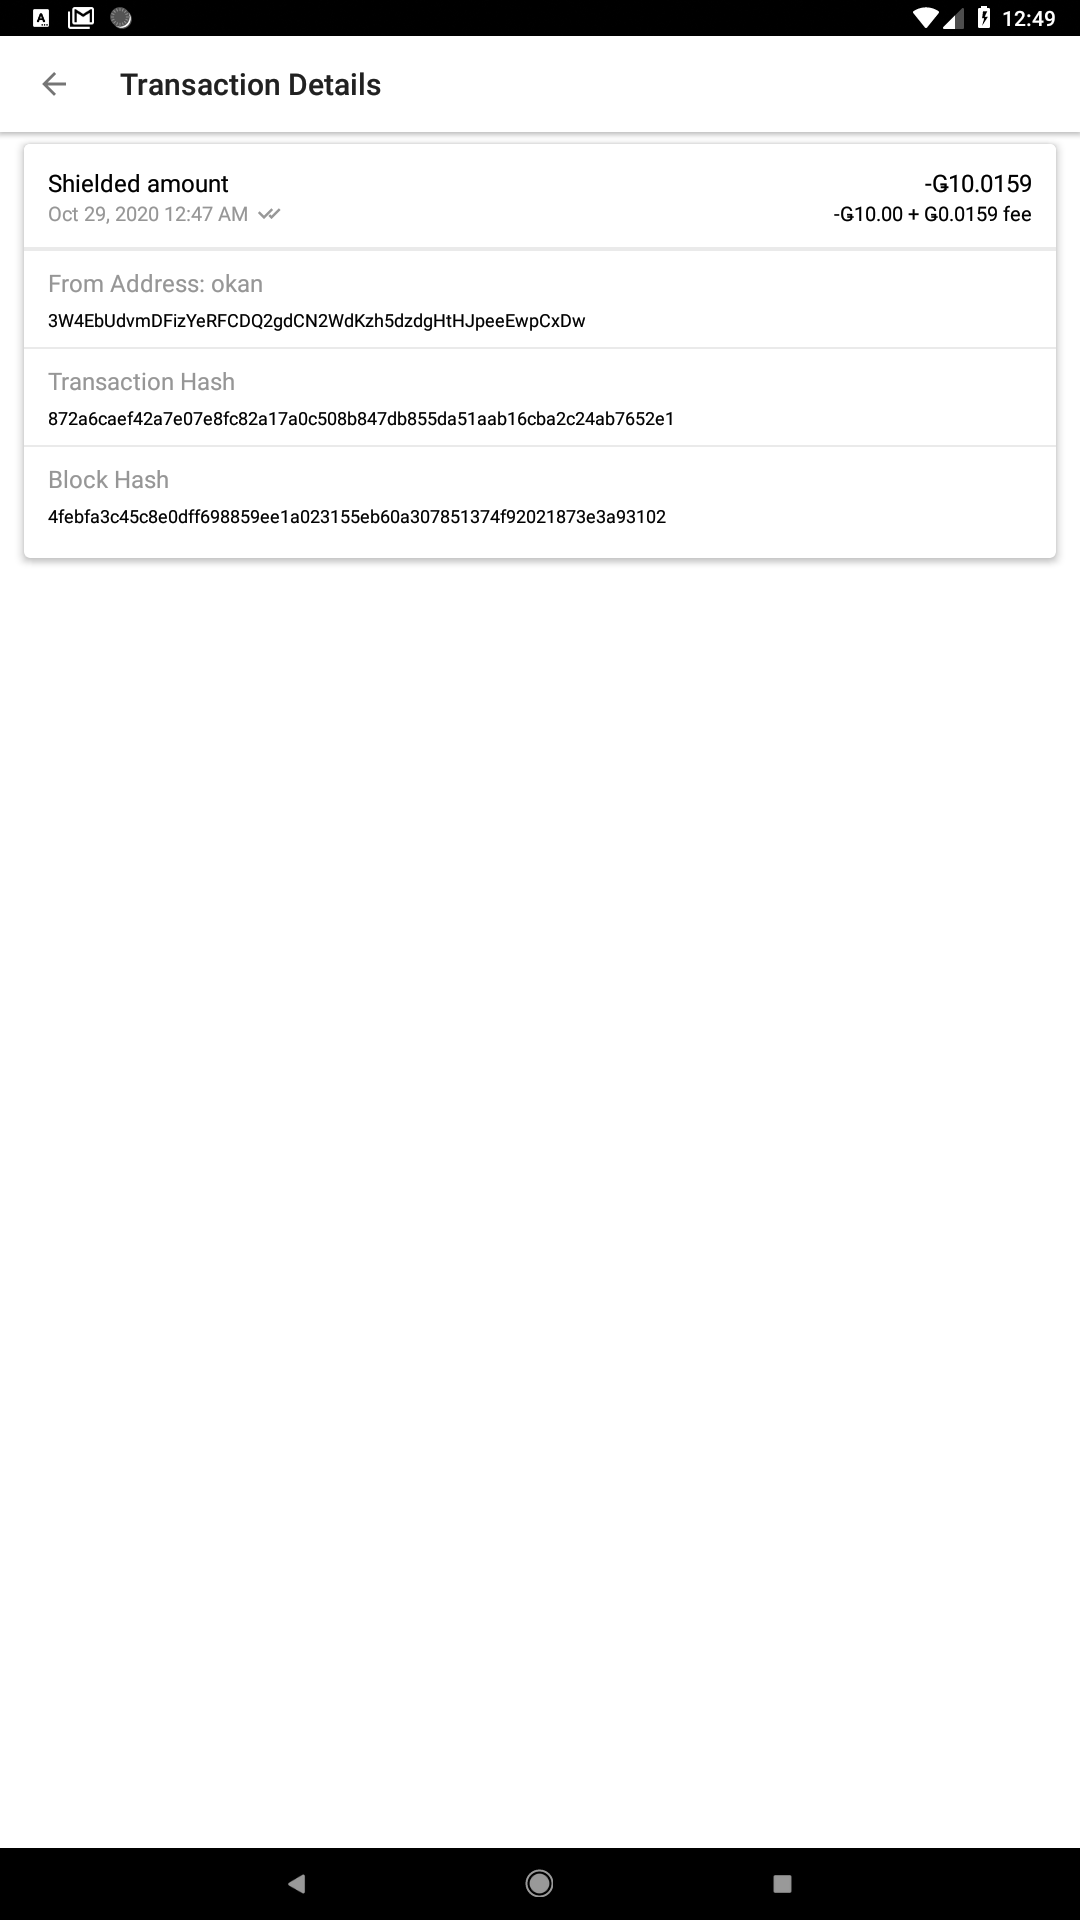 12:49
Transaction Details
Shielded amount
-Ǥ10.0159
Oct 29, 2020 12:47 AM
-Ǥ10.00 + Ǥ0.0159 fee
From Address: okan
3W4EbUdvmDFizYeRFCDQ2gdCN2WdKzh5dzdgHtHJpeeEwpCxDw
Transaction Hash
872a6caef42a7e07e8fc82a17a0c508b847db855da51aab16cba2c24ab7652e1
Block Hash
4febfa3c45c8e0dff698859ee1a023155eb60a307851374f92021873e3a93102